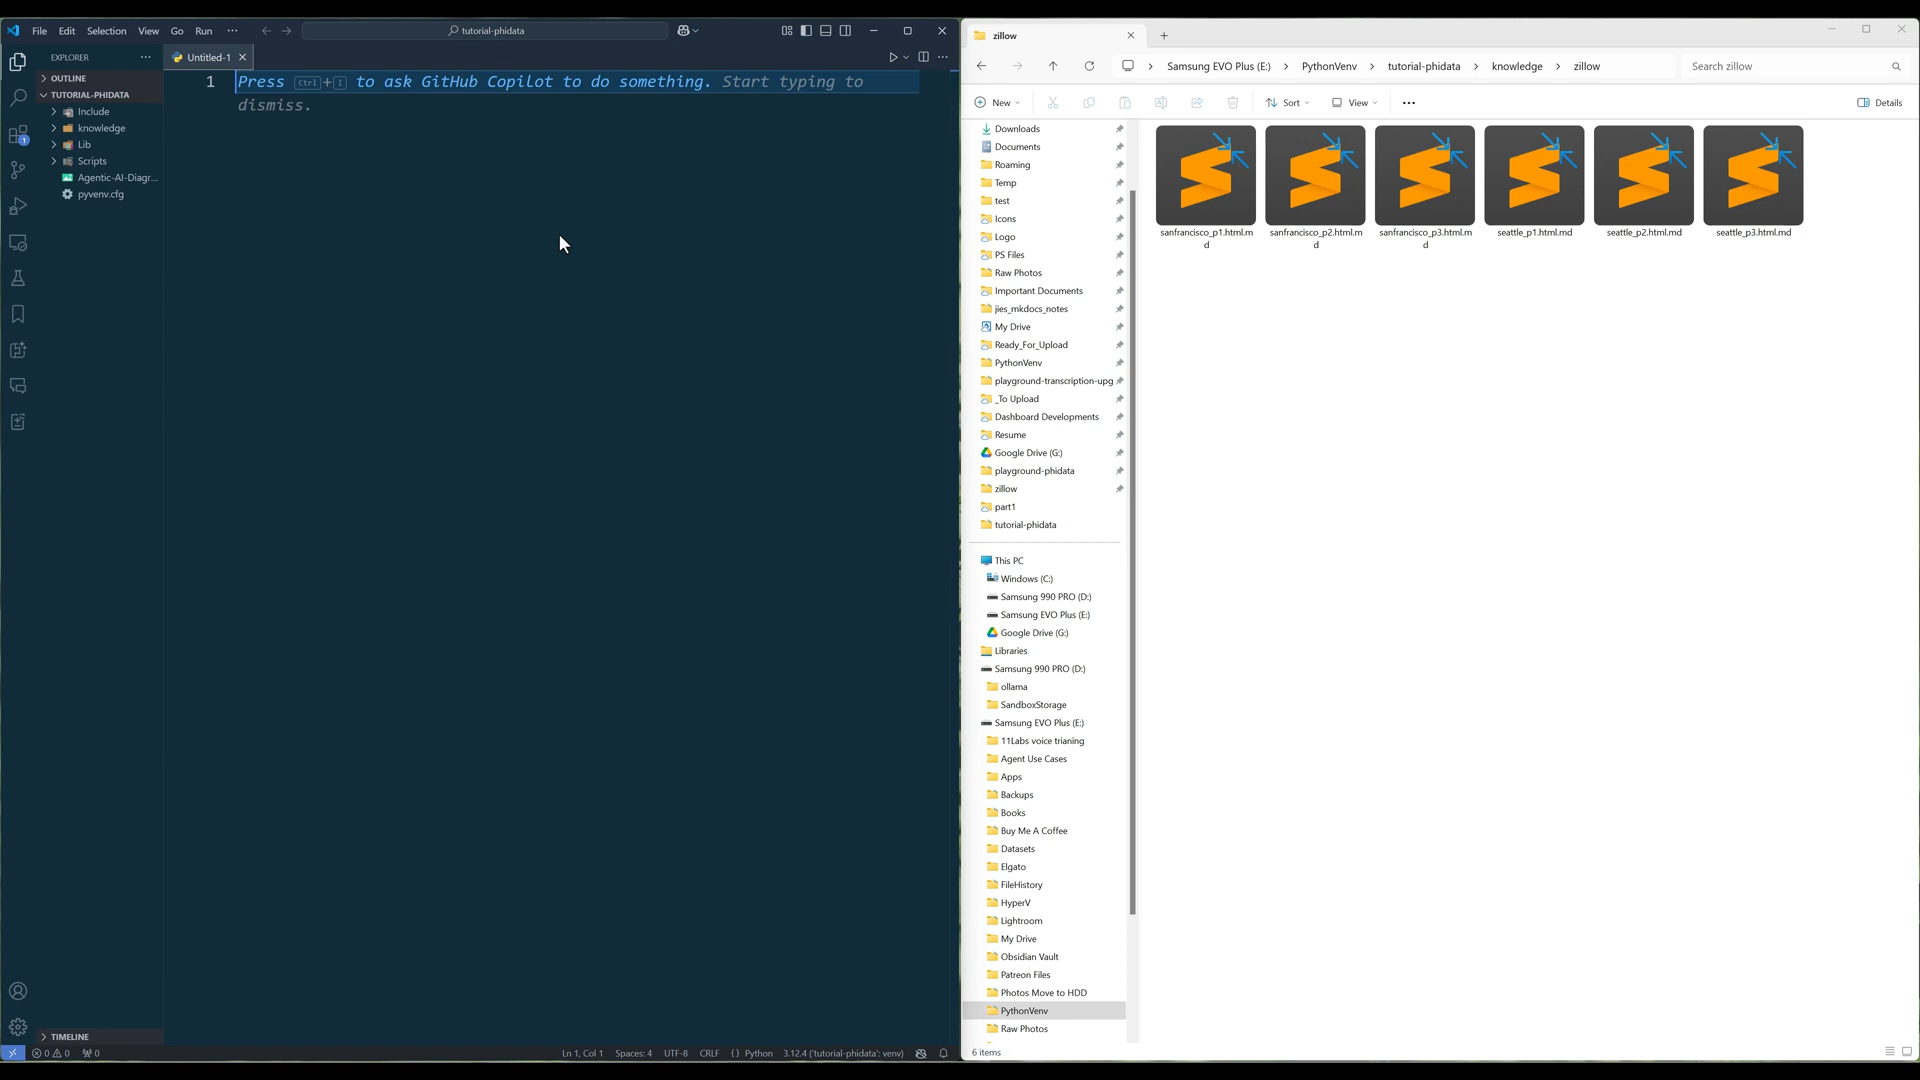 File Edit Selection View Go Run ··· tutorial-phidata
EXPLORER ···
Untitled-1
OUTLINE
TUTORIAL-PHIDATA
Include
knowledge
Lib
Scripts
Agentic-AI-Diagr...
pyvenv.cfg
1
1 Press Ctrl+I to ask GitHub Copilot to do something. Start typing to
dismiss.
TIMELINE
0 0 0 Ln 1, Col 1 Spaces: 4 UTF-8 CRLF {} Python 3.12.4 ('tutorial-phidata': venv)
zillow
Samsung EVO Plus (E:) > PythonVenv > tutorial-phidata > knowledge > zillow
Search zillow
New Sort View ··· Details
Downloads
Documents
Roaming
Temp
test
Icons
Logo
PS Files
Raw Photos
Important Documents
jies_mkdocs_notes
My Drive
Ready_For_Upload
PythonVenv
playground-transcription-upg
_To Upload
Dashboard Developments
Resume
Google Drive (G:)
playground-phidata
zillow
part1
tutorial-phidata
This PC
Windows (C:)
Samsung 990 PRO (D:)
Samsung EVO Plus (E:)
Google Drive (G:)
Libraries
Samsung 990 PRO (D:)
ollama
SandboxStorage
Samsung EVO Plus (E:)
11Labs voice trianing
Agent Use Cases
Apps
Backups
Books
Buy Me A Coffee
Datasets
Elgato
FileHistory
HyperV
Lightroom
My Drive
Obsidian Vault
Patreon Files
Photos Move to HDD
PythonVenv
Raw Photos
sanfrancisco_p1.html.m
d
sanfrancisco_p2.html.m
d
sanfrancisco_p3.html.m
d
seattle_p1.html.md
seattle_p2.html.md
seattle_p3.html.md
6 items